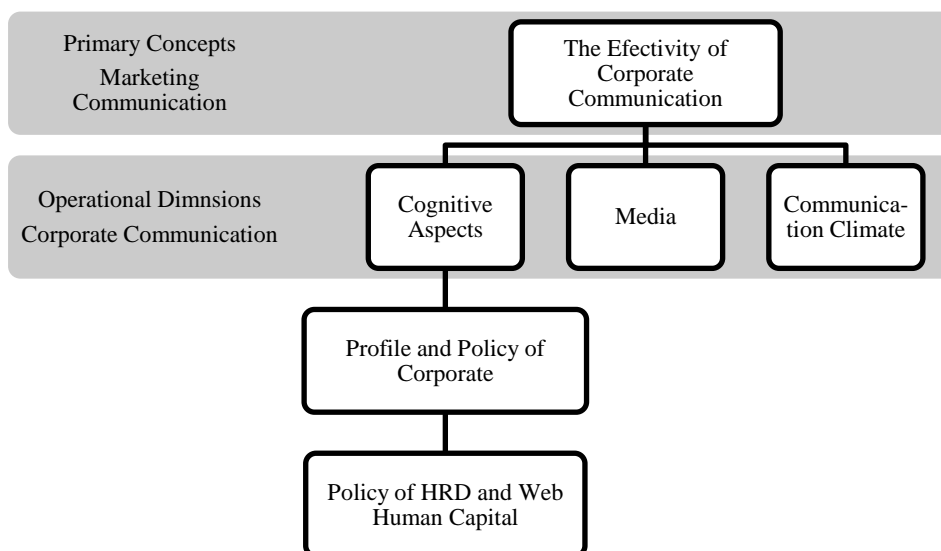 Primary Concepts
Marketing
Communication
The Efectivity of
Corporate
Communication
Operational Dimnsions
Corporate Communication
Cognitive
Aspects
Media
Communica-
tion Climate
Profile and Policy of
Corporate
Policy of HRD and Web
Human Capital